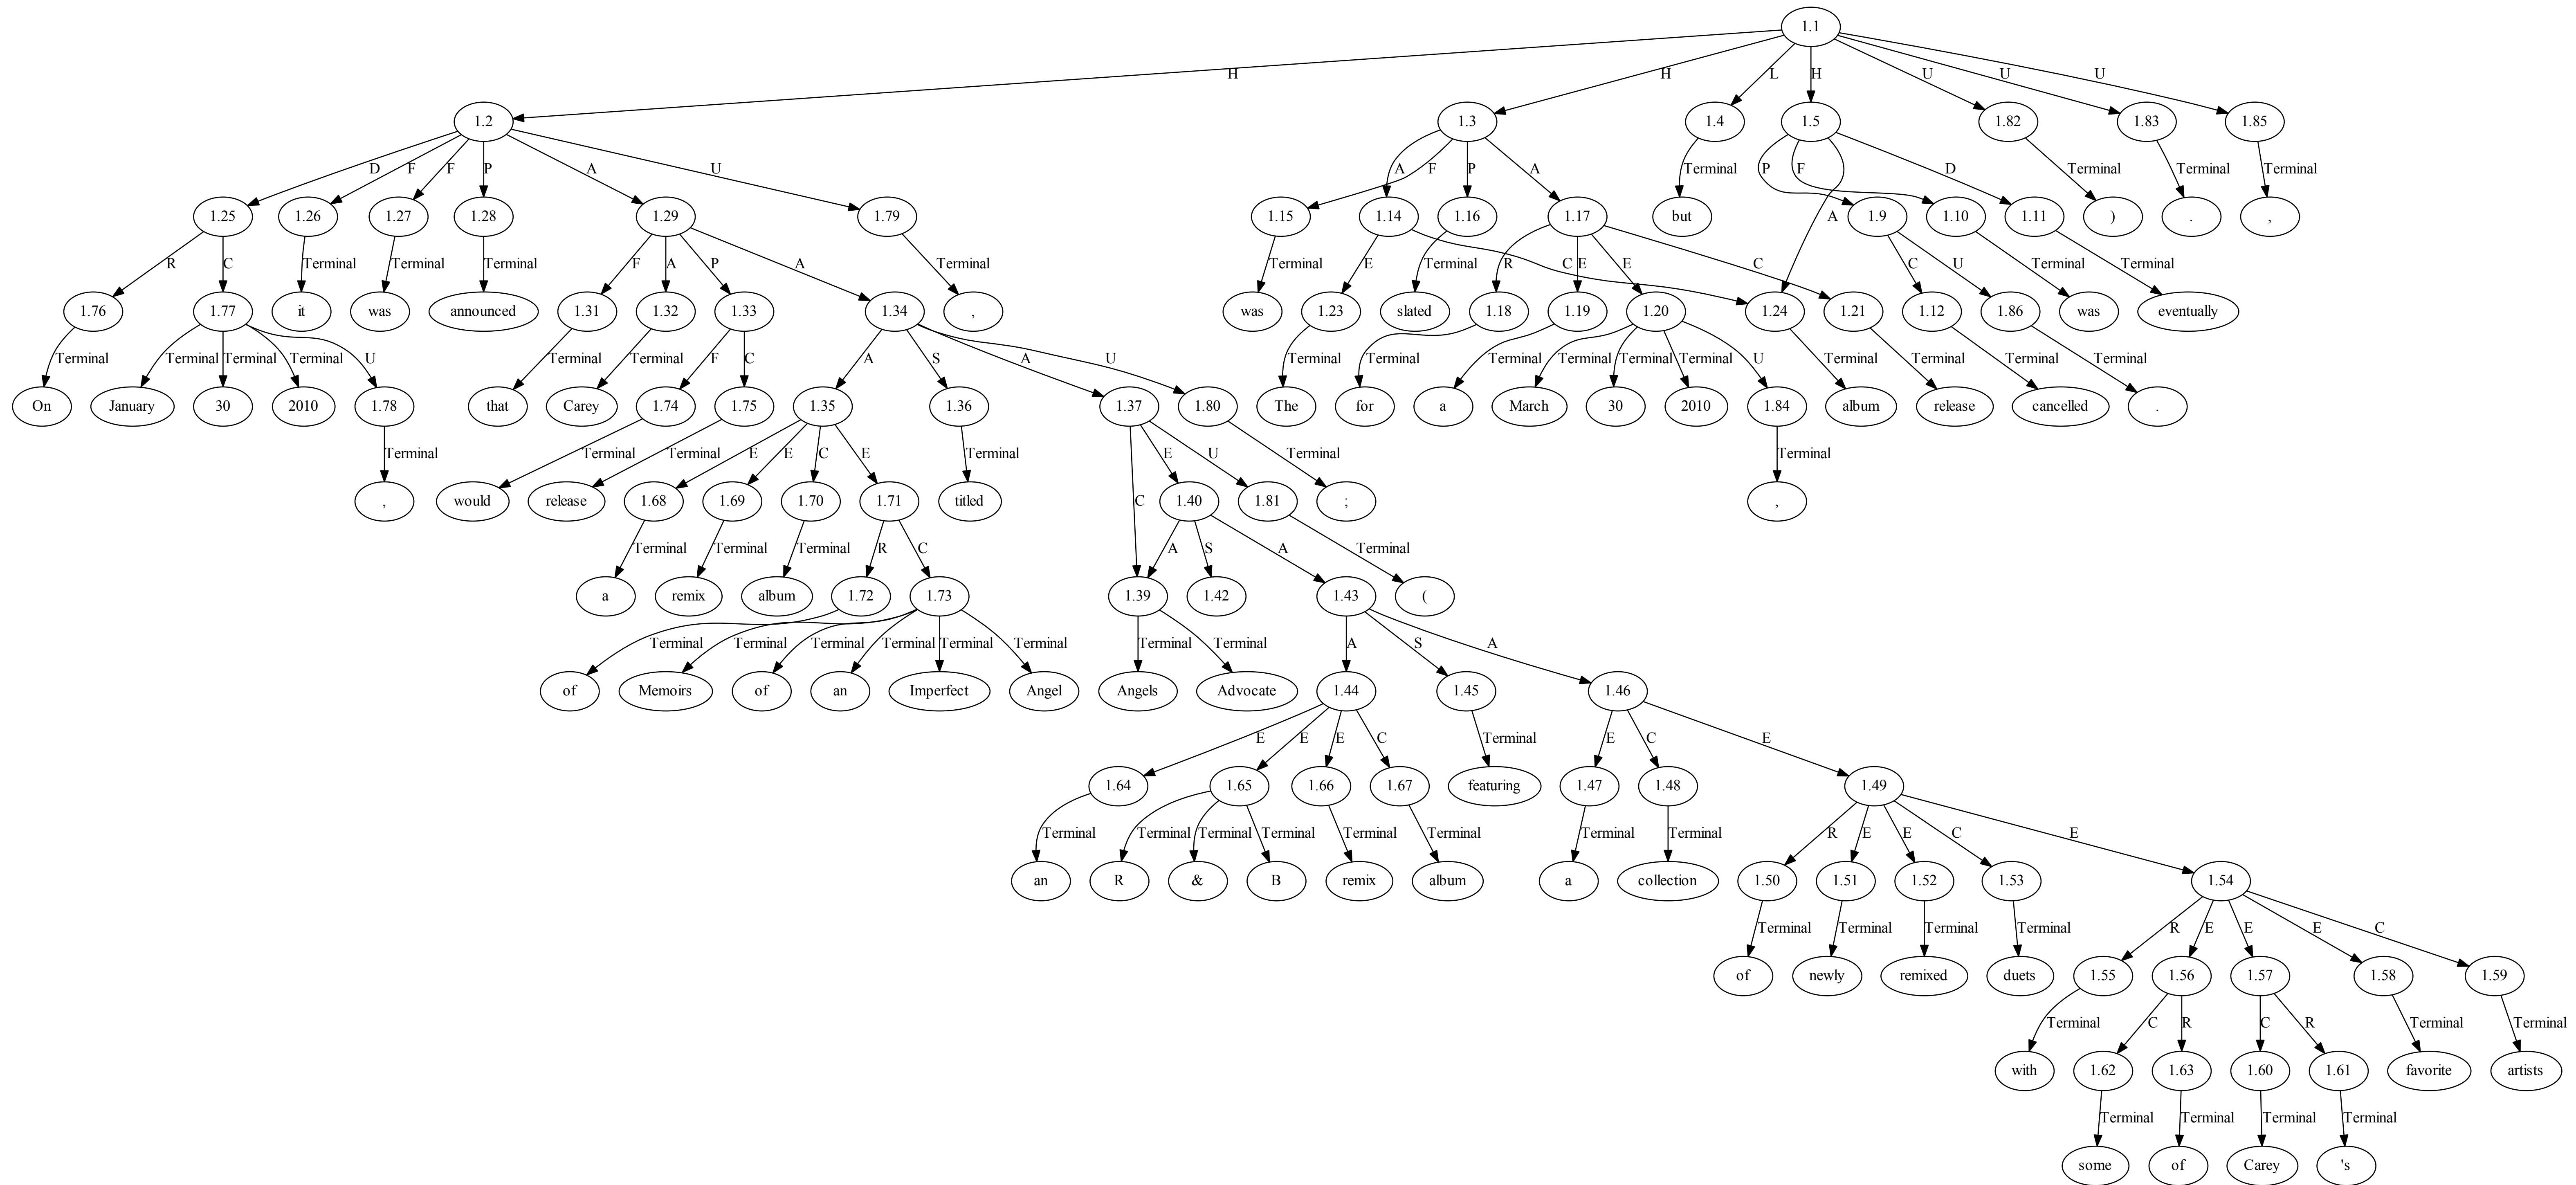 1.1
H H L H U U U
1.2 1.3 1.4 1.5 1.82 1.83 1.85
D F F P A U A F P A Terminal P F A D Terminal Terminal Terminal
1.25 1.26 1.27 1.28 1.29 1.79 1.15 1.14 1.16 1.17 but 1.9 1.10 1.11 ) . ,
R C Terminal Terminal Terminal F A P A Terminal Terminal E C Terminal R E E C C U Terminal Terminal
1.76 1.77 it was announced 1.31 1.32 1.33 1.34 , was 1.23 slated 1.18 1.19 1.20 1.24 1.21 1.12 1.86 was eventually
Terminal Terminal Terminal Terminal U Terminal Terminal F C A S A U Terminal Terminal Terminal Terminal Terminal Terminal U Terminal Terminal Terminal Terminal
On January 30 2010 1.78 that Carey 1.74 1.75 1.35 1.36 1.37 1.80 The for a March 30 2010 1.84 album release cancelled .
Terminal Terminal Terminal E E C E Terminal C E U Terminal Terminal
, would release 1.68 1.69 1.70 1.71 titled 1.40 1.81 ; ,
Terminal Terminal Terminal R C A S A Terminal
a remix album 1.72 1.73 1.39 1.42 1.43 (
Terminal Terminal Terminal Terminal Terminal Terminal Terminal Terminal A S A
of Memoirs of an Imperfect Angel Angels Advocate 1.44 1.45 1.46
E E E C Terminal E C E
1.64 1.65 1.66 1.67 featuring 1.47 1.48 1.49
Terminal Terminal Terminal Terminal Terminal Terminal Terminal Terminal R E E C E
an R & B remix album a collection 1.50 1.51 1.52 1.53 1.54
Terminal Terminal Terminal Terminal R E E E C
of newly remixed duets 1.55 1.56 1.57 1.58 1.59
Terminal C R C R Terminal Terminal
with 1.62 1.63 1.60 1.61 favorite artists
Terminal Terminal Terminal Terminal
some of Carey 's